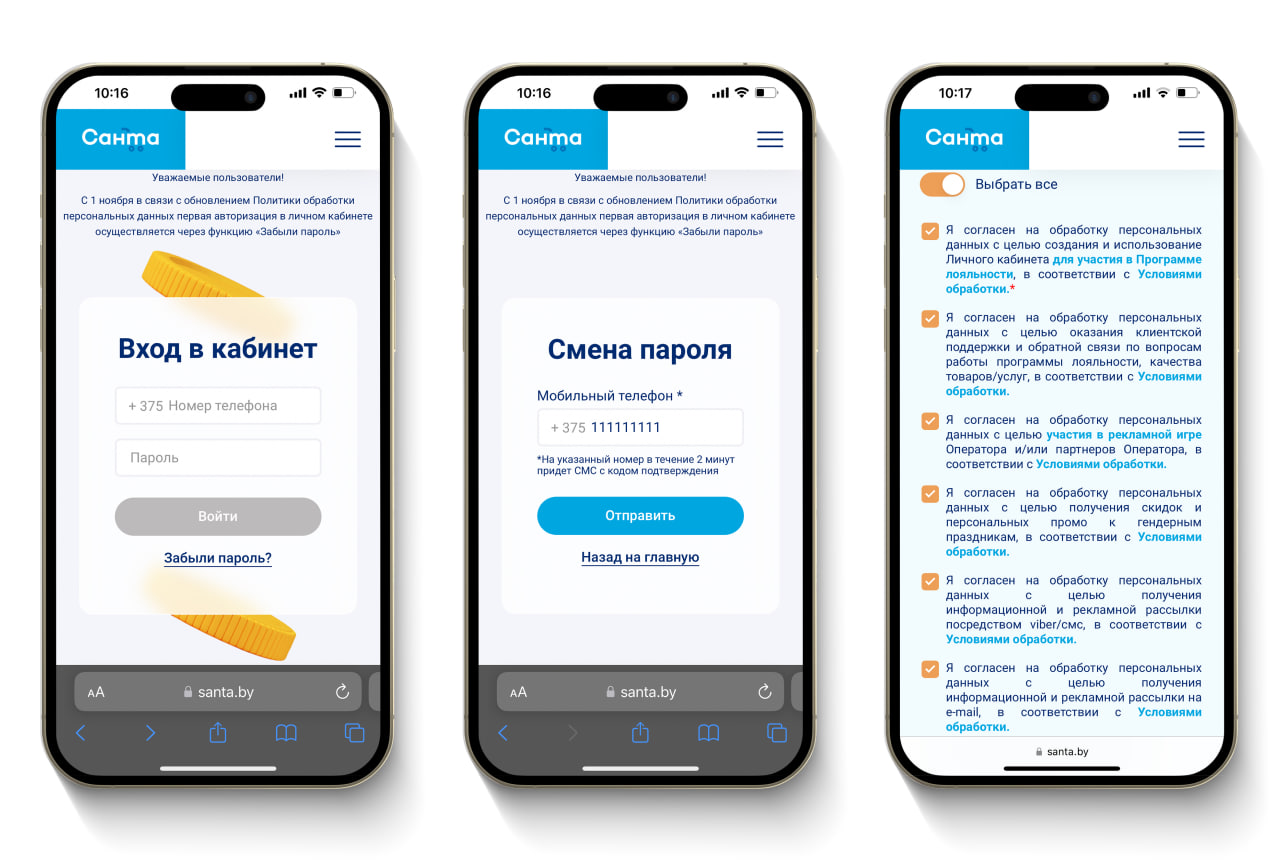 10:16
Санта
Уважаемые пользователи!
С 1 ноября в связи с обновлением Политики обработки
персональных данных первая авторизация в личном кабинете
осуществляется через функцию «Забыли пароль»
Вход в кабинет
+ 375 Номер телефона
Пароль
Войти
Забыли пароль?
AA
santa.by
10:16
Санта
Уважаемые пользователи!
С 1 ноября в связи с обновлением Политики обработки
персональных данных первая авторизация в личном кабинете
осуществляется через функцию «Забыли пароль»
Смена пароля
Мобильный телефон *
+ 375 111111111
*На указанный номер в течение 2 минут
придет СМС с кодом подтверждения
Отправить
Назад на главную
AA
santa.by
10:17
Санта
Выбрать все
Я согласен на обработку персональных
данных с целью создания и использование
Личного кабинета для участия в Программе
лояльности, в соответствии с Условиями
обработки.*
Я согласен на обработку персональных
данных с целью оказания клиентской
поддержки и обратной связи по вопросам
работы программы лояльности, качества
товаров/услуг, в соответствии с Условиями
обработки.
Я согласен на обработку персональных
данных с целью участия в рекламной игре
Оператора и/или партнеров Оператора, в
соответствии с Условиями обработки.
Я согласен на обработку персональных
данных с целью получения скидок и
персональных промо к гендерным
праздникам, в соответствии с Условиями
обработки.
Я согласен на обработку персональных
данных с целью получения
информационной и рекламной рассылки
посредством viber/смс, в соответствии с
Условиями обработки.
Я согласен на обработку персональных
данных с целью получения
информационной и рекламной рассылки на
e-mail, в соответствии с Условиями
обработки.
santa.by